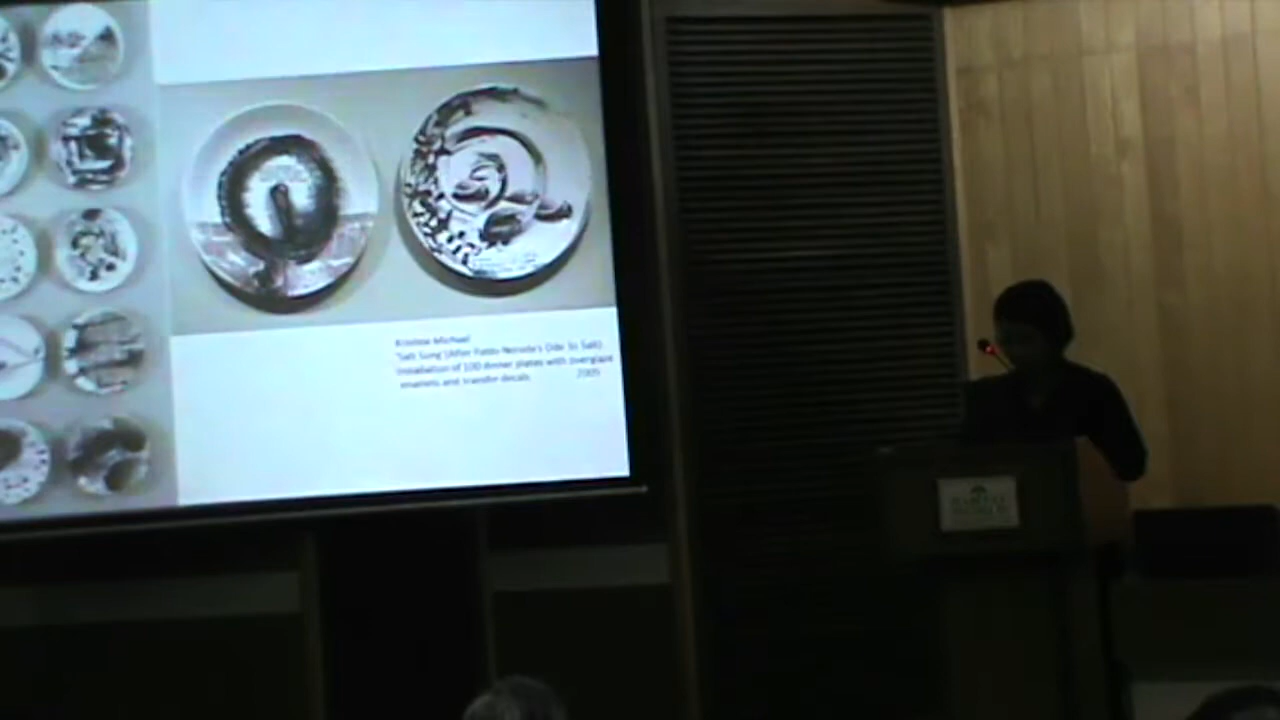 Kristine Michael
'Salt Song (After Pablo Neruda's Ode to Salt)
Installation of 100 dinner plates with overglaze
enamels and transfer decals. 2005